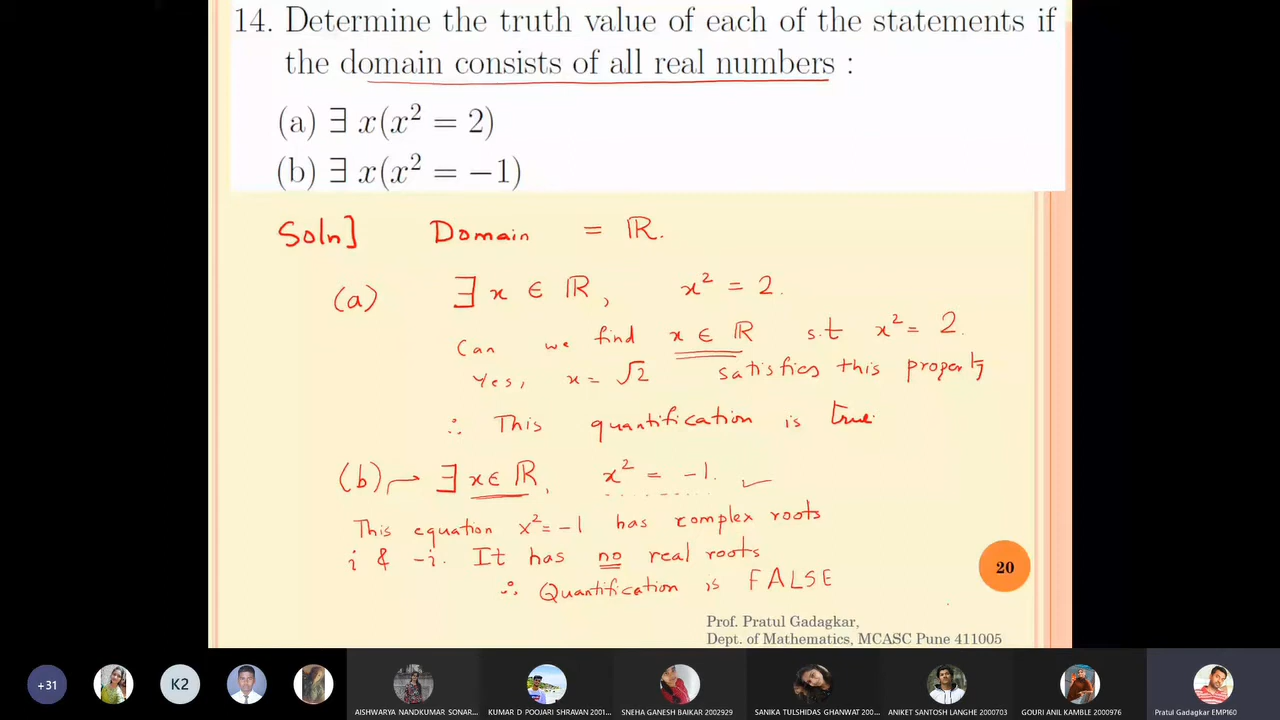 14. Determine the truth value of each of the statements if
the domain consists of all real numbers :
(a) ∃ x(x² = 2)
(b) ∃ x(x² = −1)
Soln] Domain = ℝ.
(a) ∃ x ∈ ℝ, x² = 2.
Can we find x ∈ ℝ s.t x² = 2.
Yes, x = √2 satisfies this property
∴ This quantification is true.
(b) → ∃ x ∈ ℝ, x² = -1. ✓
This equation x² = -1 has complex roots
i & -i. It has no real roots
∴ Quantification is FALSE
20
Prof. Pratul Gadagkar,
Dept. of Mathematics, MCASC Pune 411005
+31
K2
AISHWARYA NANDKUMAR SONAR...
KUMAR D POOJARI SHRAVAN 2001...
SNEHA GANESH BAIKAR 2002929
SANIKA TULSHIDAS GHANWAT 200...
ANIKET SANTOSH LANGHE 2000703
GOURI ANIL KAMBLE 2000976
Pratul Gadagkar EMP160